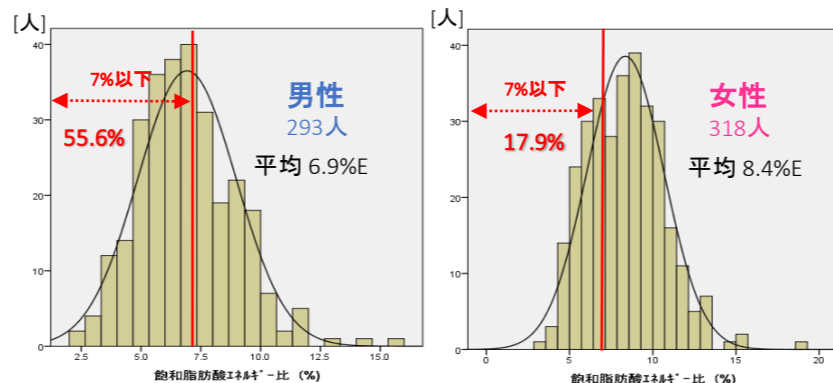 [人]
40
30
20
10
0
7%以下
55.6%
男性
293人
平均 6.9%E
2.5
5.0
7.5
10.0
12.5
15.0
飽和脂肪酸ｴﾈﾙｷﾞｰ比 (%)
[人]
40
30
20
10
0
7%以下
17.9%
女性
318人
平均 8.4%E
0
5
10
15
20
飽和脂肪酸ｴﾈﾙｷﾞｰ比 (%)